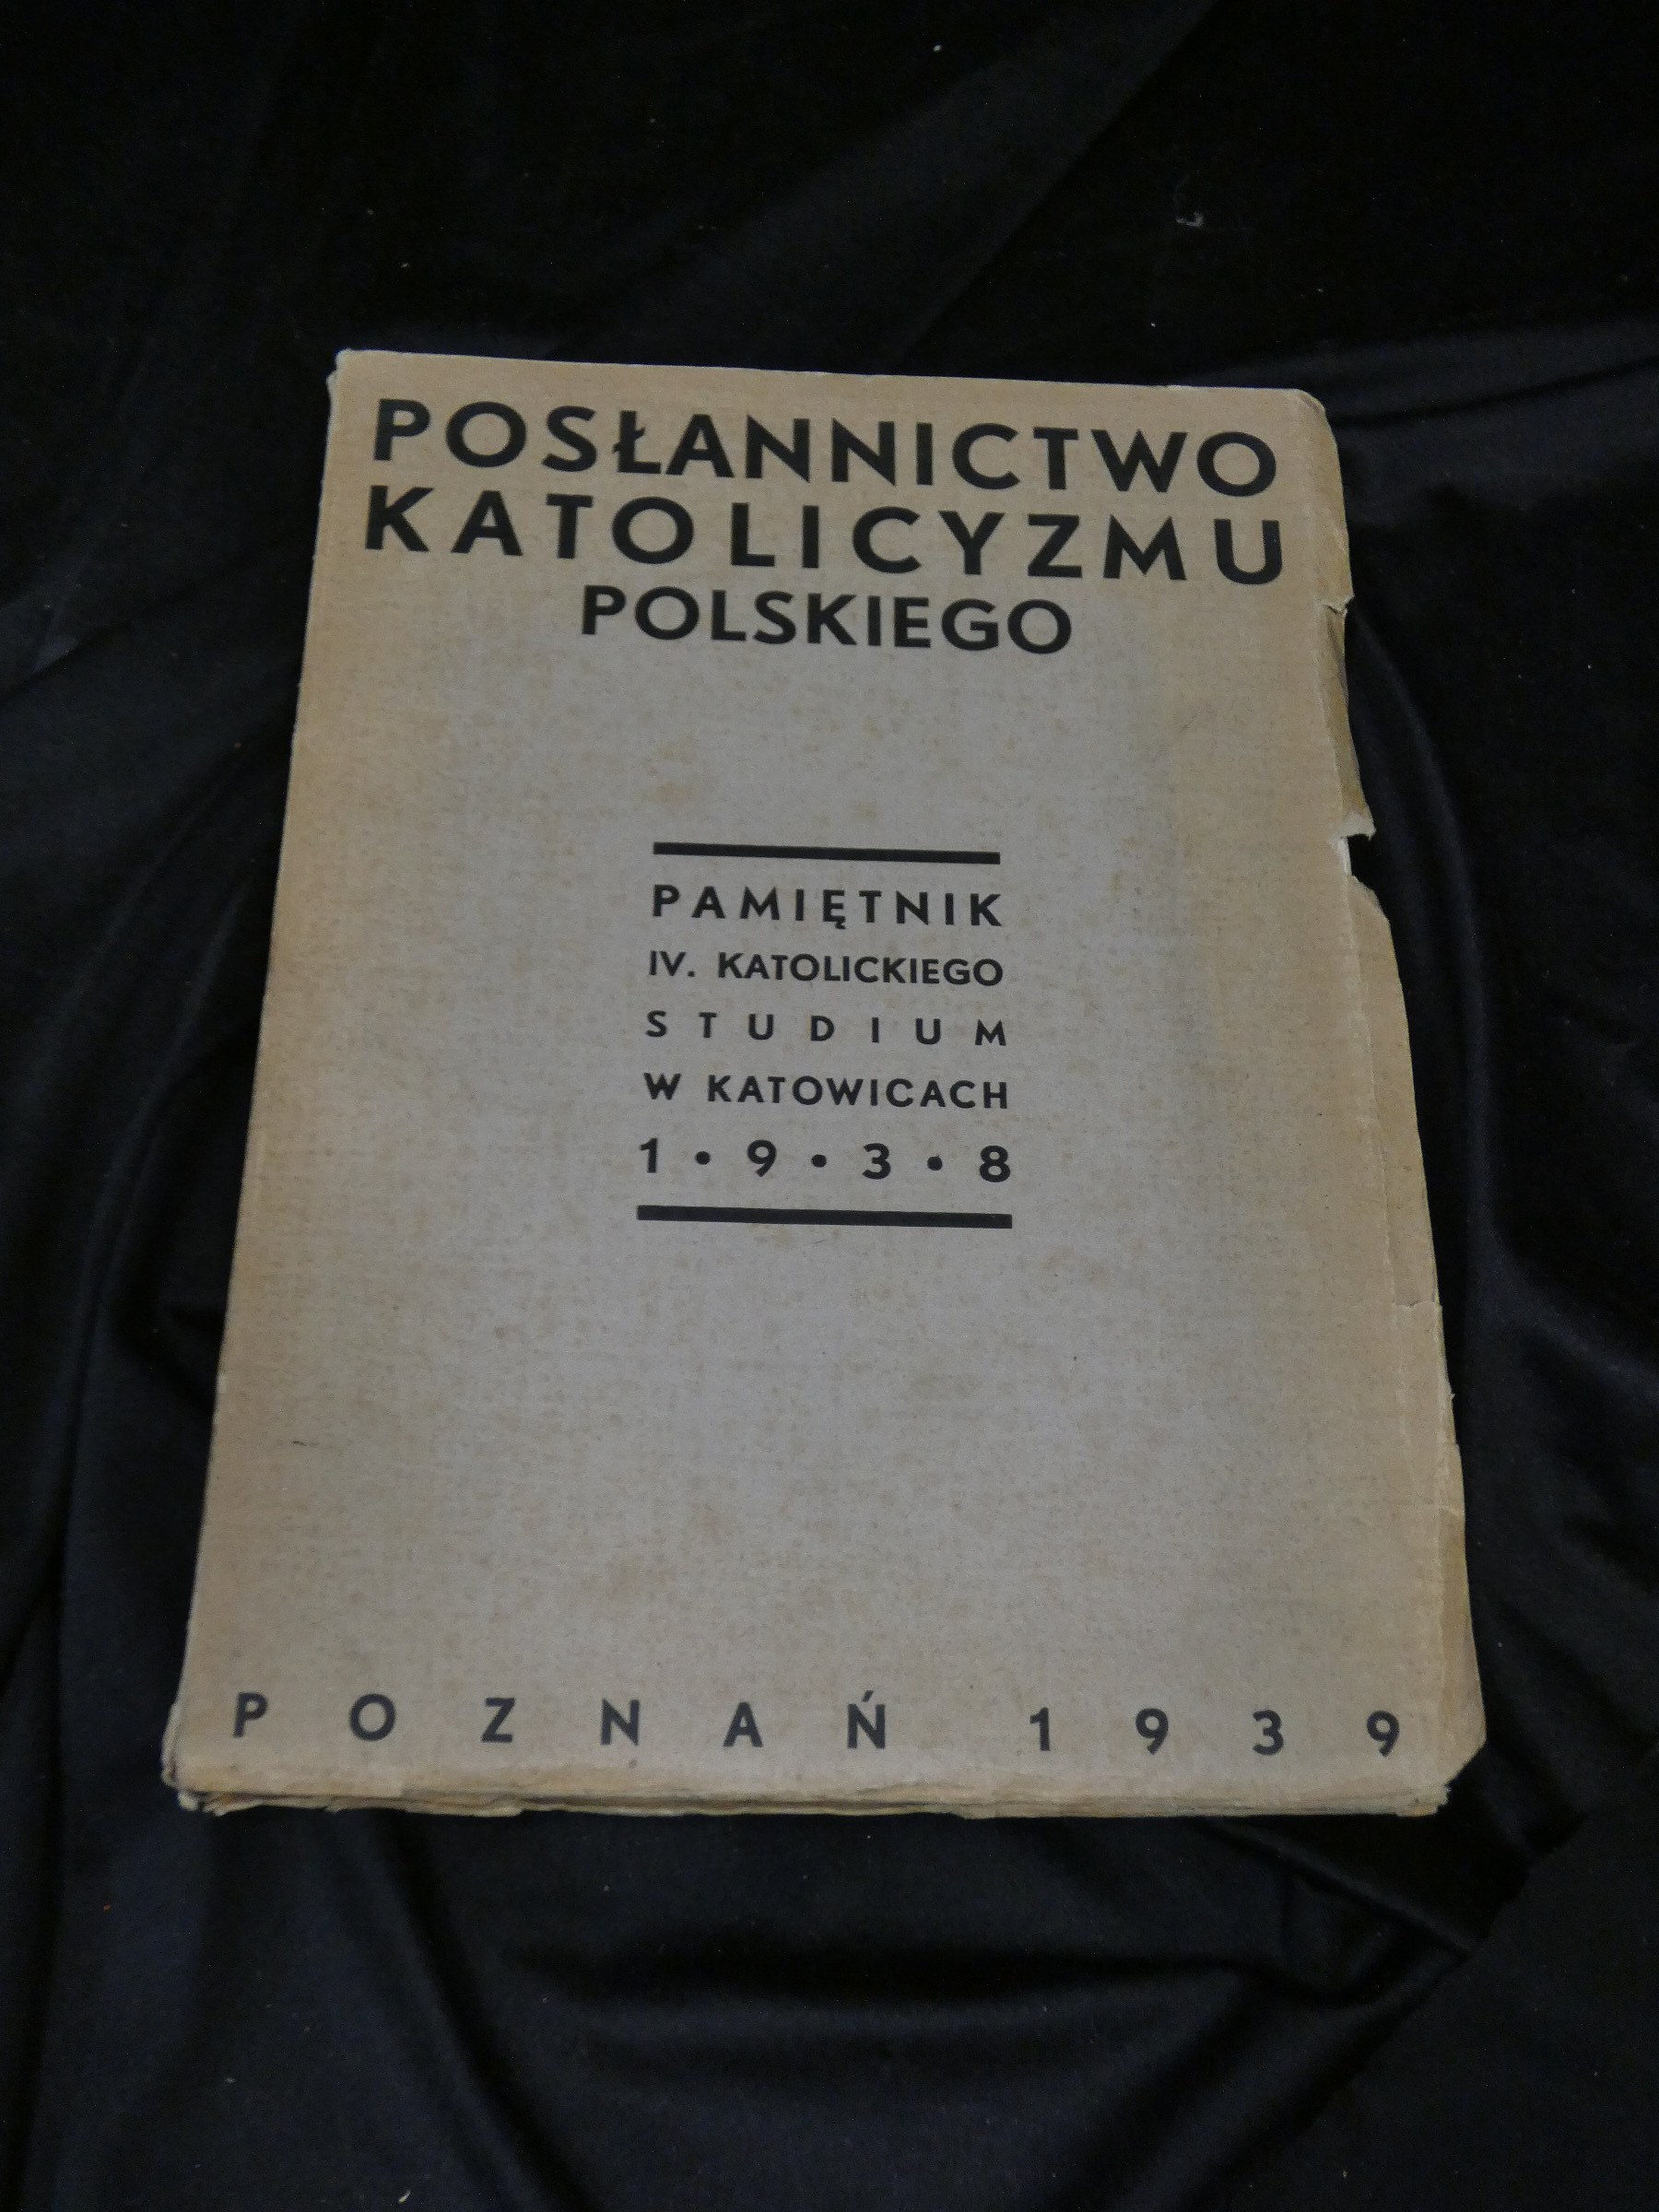 POSŁANNICTWO
KATOLICYZMU
POLSKIEGO
PAMIĘTNIK
IV. KATOLICKIEGO
STUDIUM
W KATOWICACH
1•9•3•8
POZNAŃ 1939